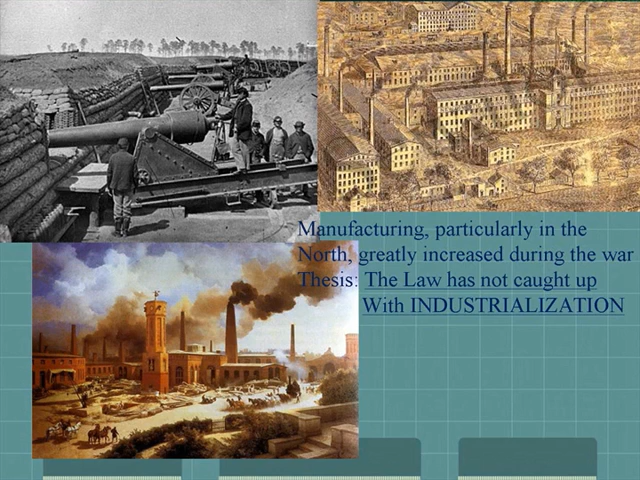 Manufacturing, particularly in the
North, greatly increased during the war
Thesis: The Law has not caught up
With INDUSTRIALIZATION